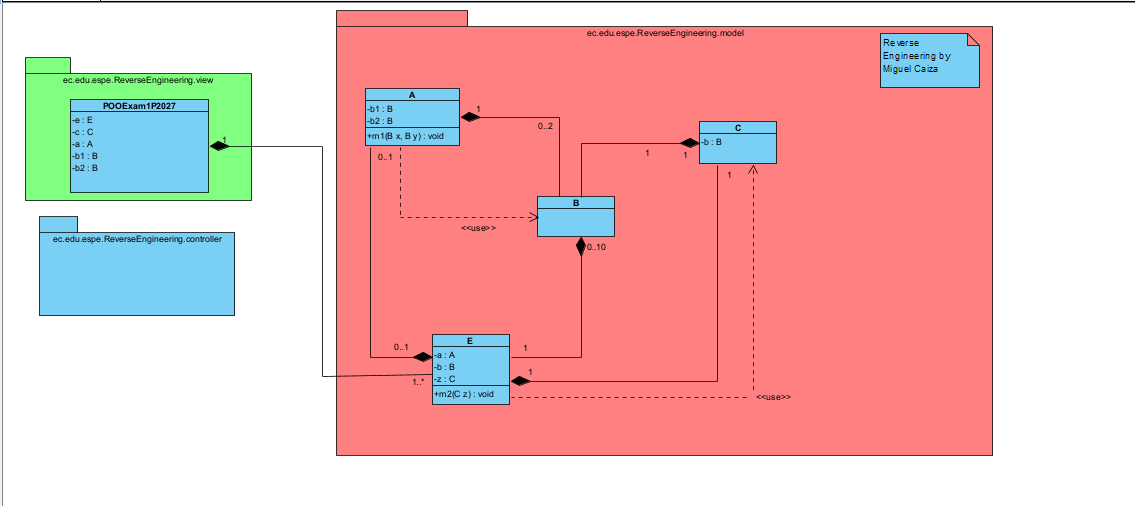 ec.edu.espe.ReverseEngineering.model
Reverse
Engineering by
Miguel Caiza
ec.edu.espe.ReverseEngineering.view
POOExam1P2027
-e : E
-c : C
-a : A
-b1 : B
-b2 : B
1
ec.edu.espe.ReverseEngineering.controller
A
-b1 : B
-b2 : B
+m1(B x, B y) : void
1
0..2
0..1
<<use>>
C
-b : B
1
1
1
B
0..10
E
-a : A
-b : B
-z : C
+m2(C z) : void
0..1
1..*
1
1
<<use>>